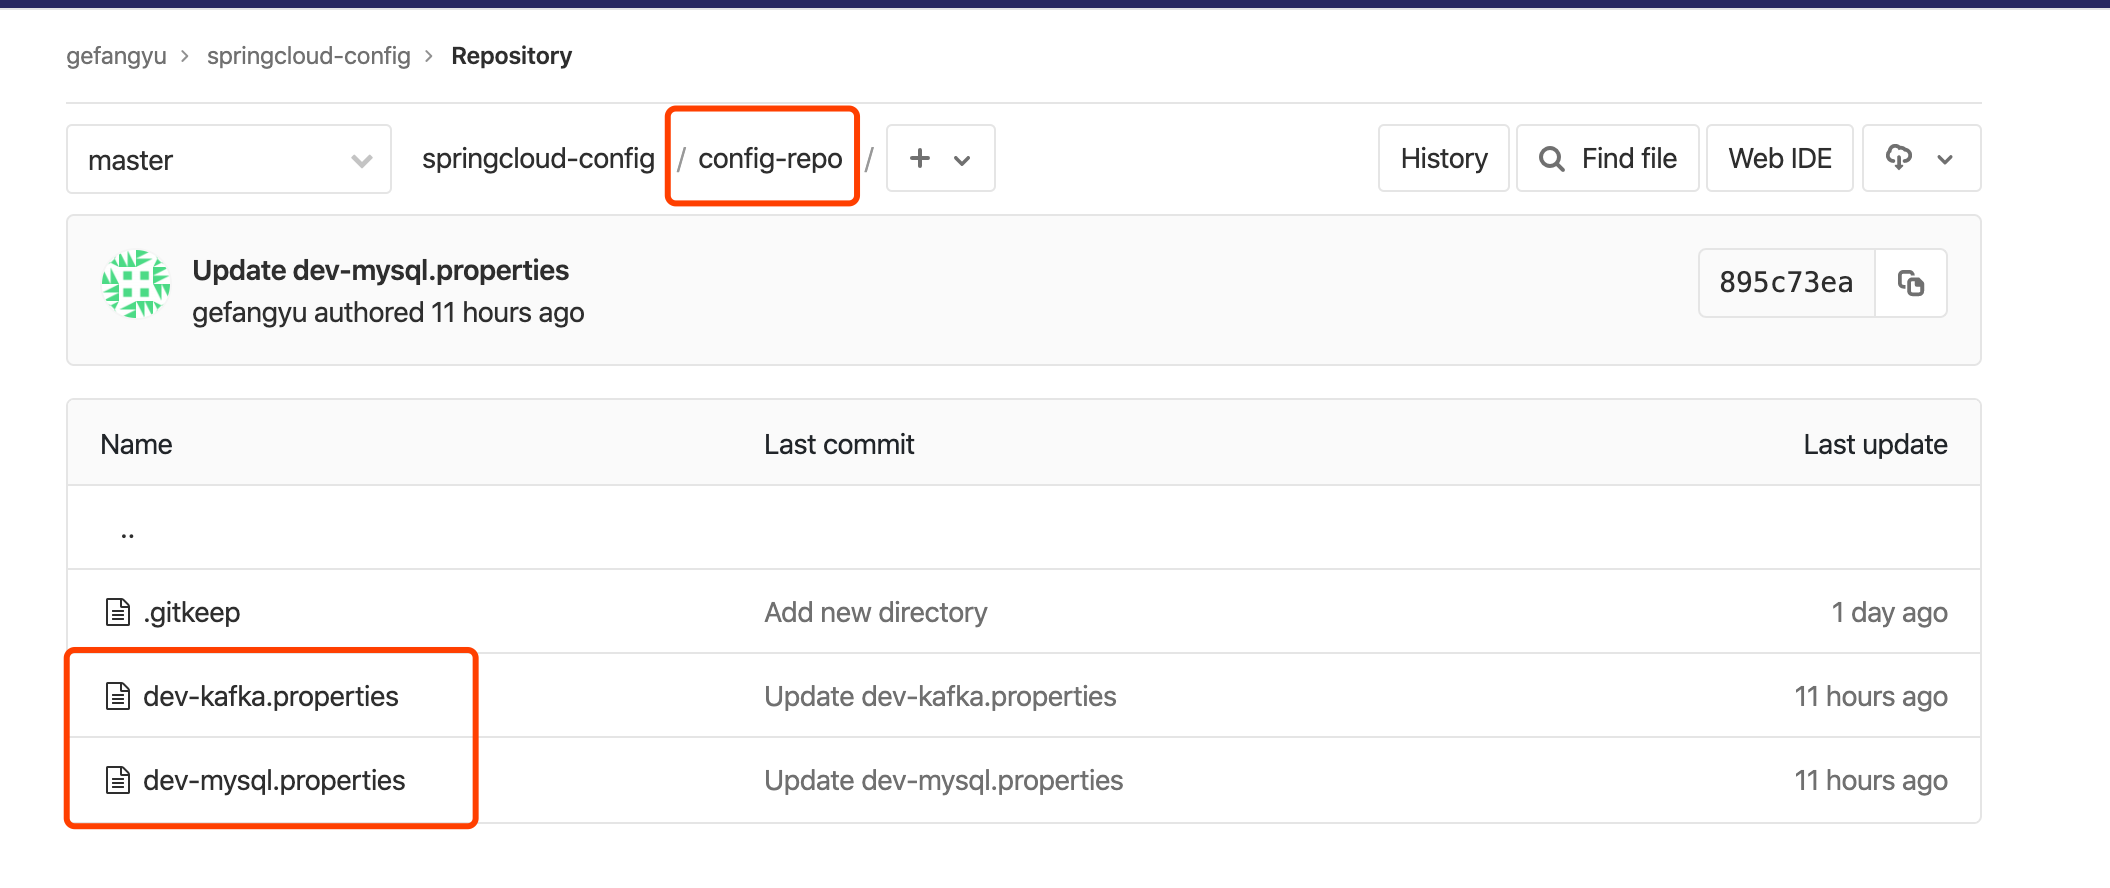 gefangyu > springcloud-config > Repository
master springcloud-config / config-repo / + History Find file Web IDE
Update dev-mysql.properties
gefangyu authored 11 hours ago
895c73ea
Name Last commit Last update
..
.gitkeep Add new directory 1 day ago
dev-kafka.properties Update dev-kafka.properties 11 hours ago
dev-mysql.properties Update dev-mysql.properties 11 hours ago